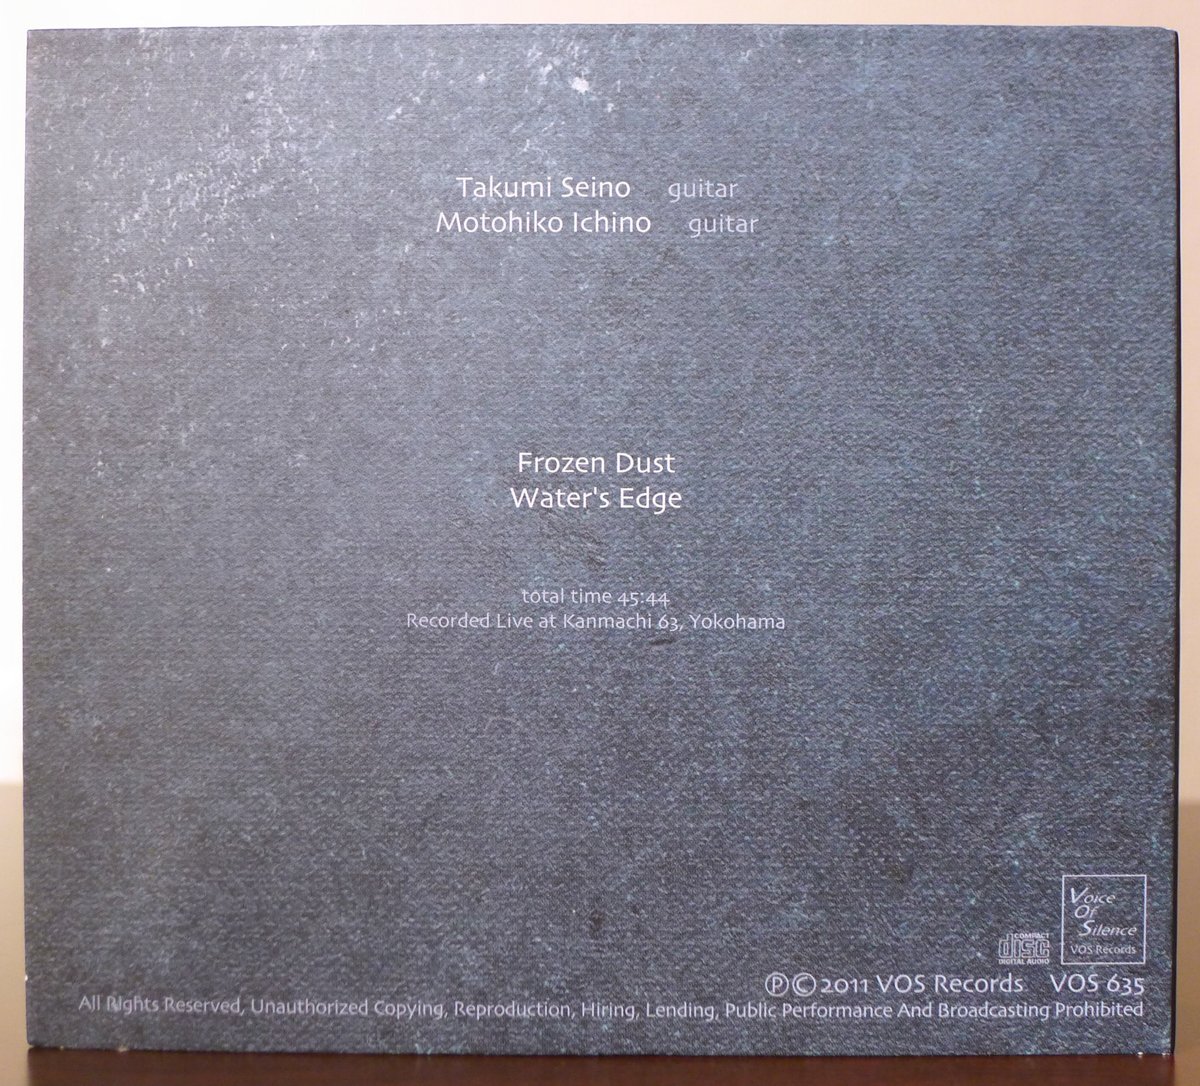 Takumi Seino guitar
Motohiko Ichino guitar
Frozen Dust
Water's Edge
total time 45:44
Recorded Live at Kanmachi 63, Yokohama
Voice
Of
Silence
VOS Records
COMPACT
disc
DIGITAL AUDIO
℗©2011 VOS Records VOS 635
All Rights Reserved, Unauthorized Copying, Reproduction, Hiring, Lending, Public Performance And Broadcasting Prohibited